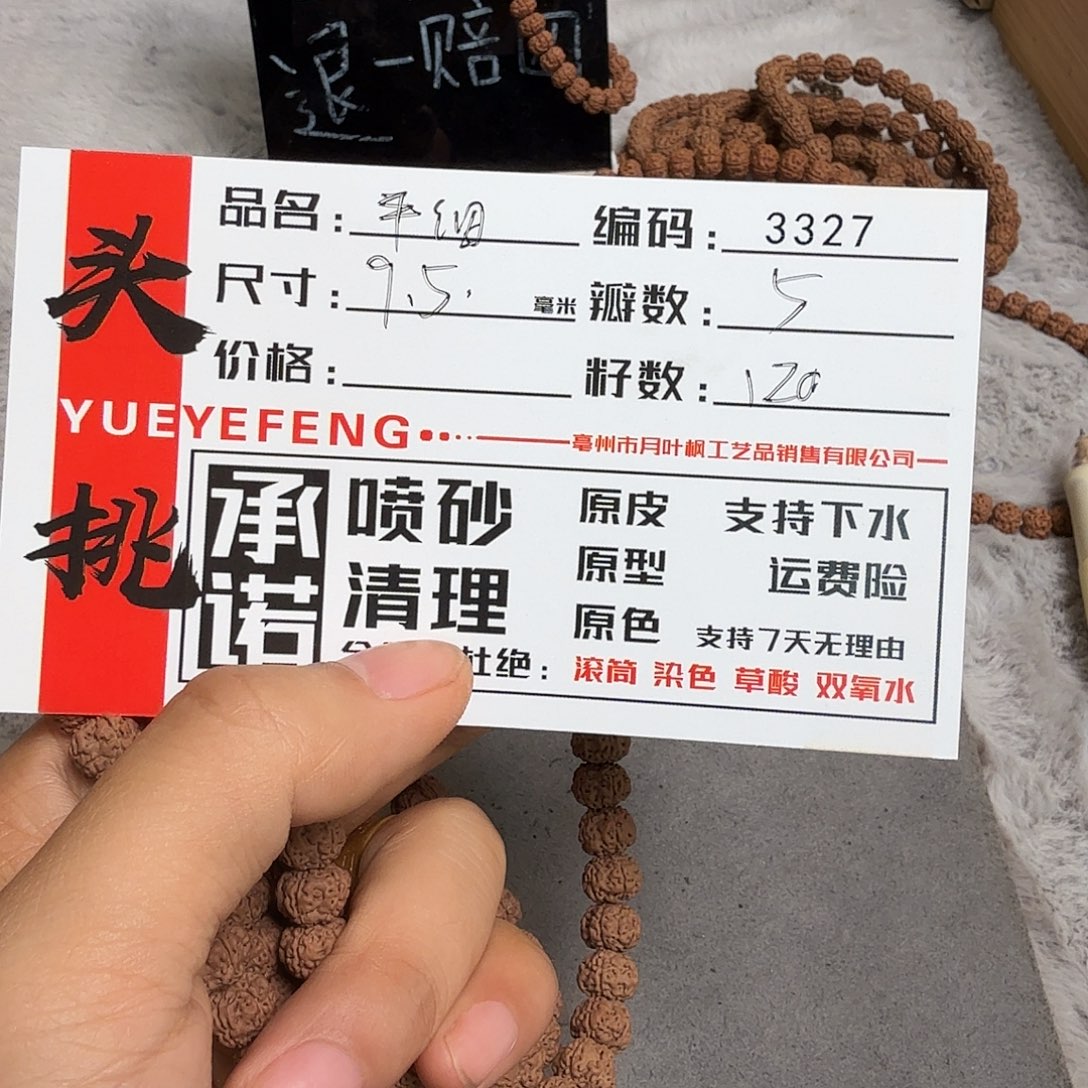 退一赔四
头挑
品名： 编码：3327
尺寸：9.5. 毫米 瓣数：5
价格： 籽数：120
YUEYEFENG
亳州市月叶枫工艺品销售有限公司
承诺
喷砂清理
原皮 支持下水
原型 运费险
原色 支持7天无理由
杜绝：滚筒 染色 草酸 双氧水